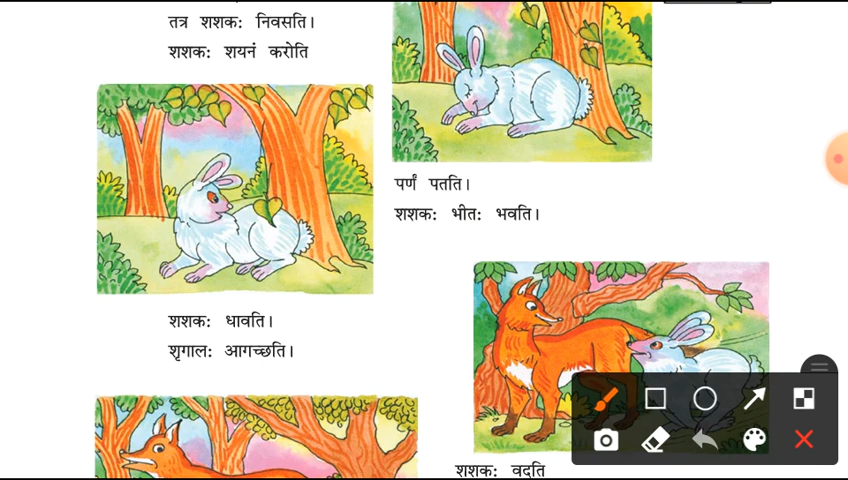 तत्र शशक: निवसति।
शशक: शयनं करोति
पर्णं पतति।
शशक: भीत: भवति।
शशक: धावति।
शृगाल: आगच्छति।
शशक: वदति